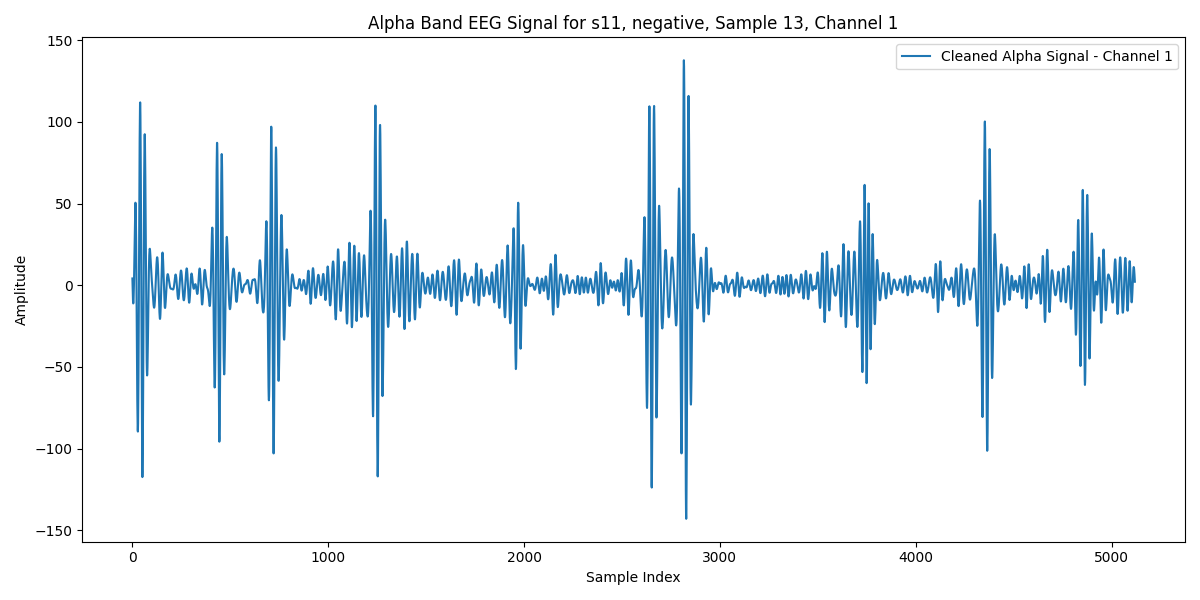 Alpha Band EEG Signal for s11, negative, Sample 13, Channel 1
Cleaned Alpha Signal - Channel 1
150
100
50
0
−50
−100
−150
Amplitude
0 1000 2000 3000 4000 5000
Sample Index